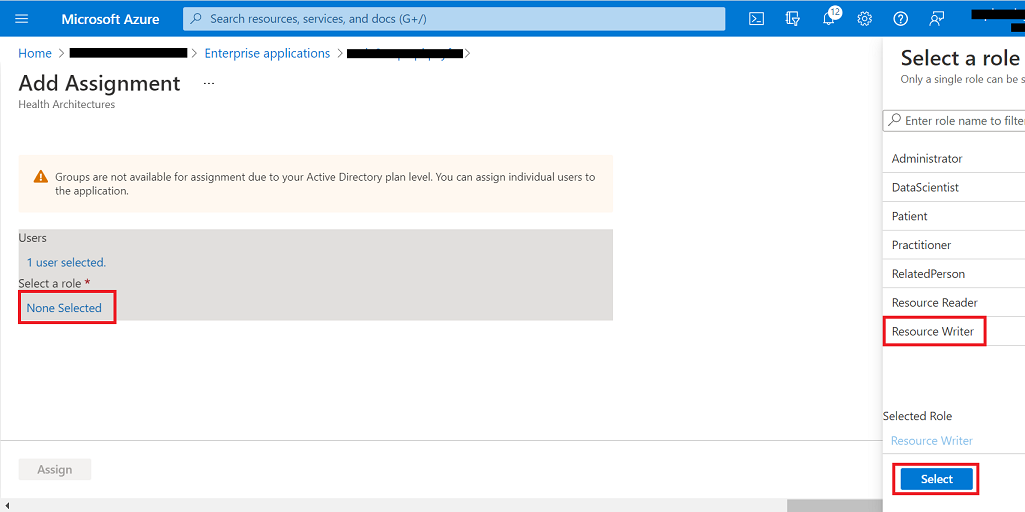 Microsoft Azure
Search resources, services, and docs (G+/)
12
Home > > Enterprise applications > >
Add Assignment ...
Health Architectures
Groups are not available for assignment due to your Active Directory plan level. You can assign individual users to
the application.
Users
1 user selected.
Select a role *
None Selected
Assign
Select a role
Only a single role can be s
Enter role name to filter
Administrator
DataScientist
Patient
Practitioner
RelatedPerson
Resource Reader
Resource Writer
Selected Role
Resource Writer
Select